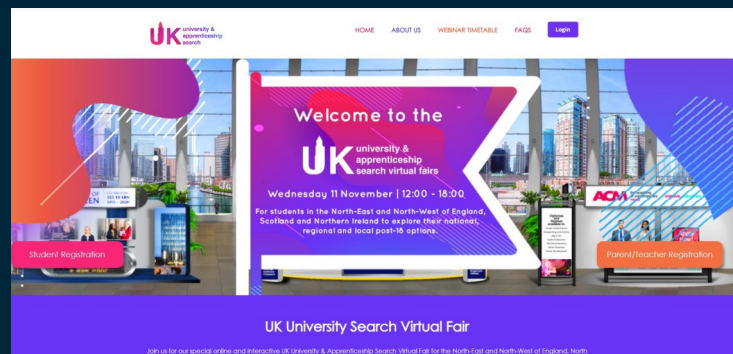 UK university &
apprenticeship
search
HOME ABOUT US WEBINAR TIMETABLE FAQS Login
Welcome to the
UK university &
apprenticeship
search virtual fairs
Wednesday 11 November | 12:00 - 18:00
For students in the North-East and North-West of England,
Scotland and Northern Ireland to explore their national,
regional and local post-18 options.
ACM
Student Registration
Parent/Teacher Registration
UK University Search Virtual Fair
Join us for our special online and interactive UK University & Apprenticeship Search Virtual Fair for the North-East and North-West of England, North